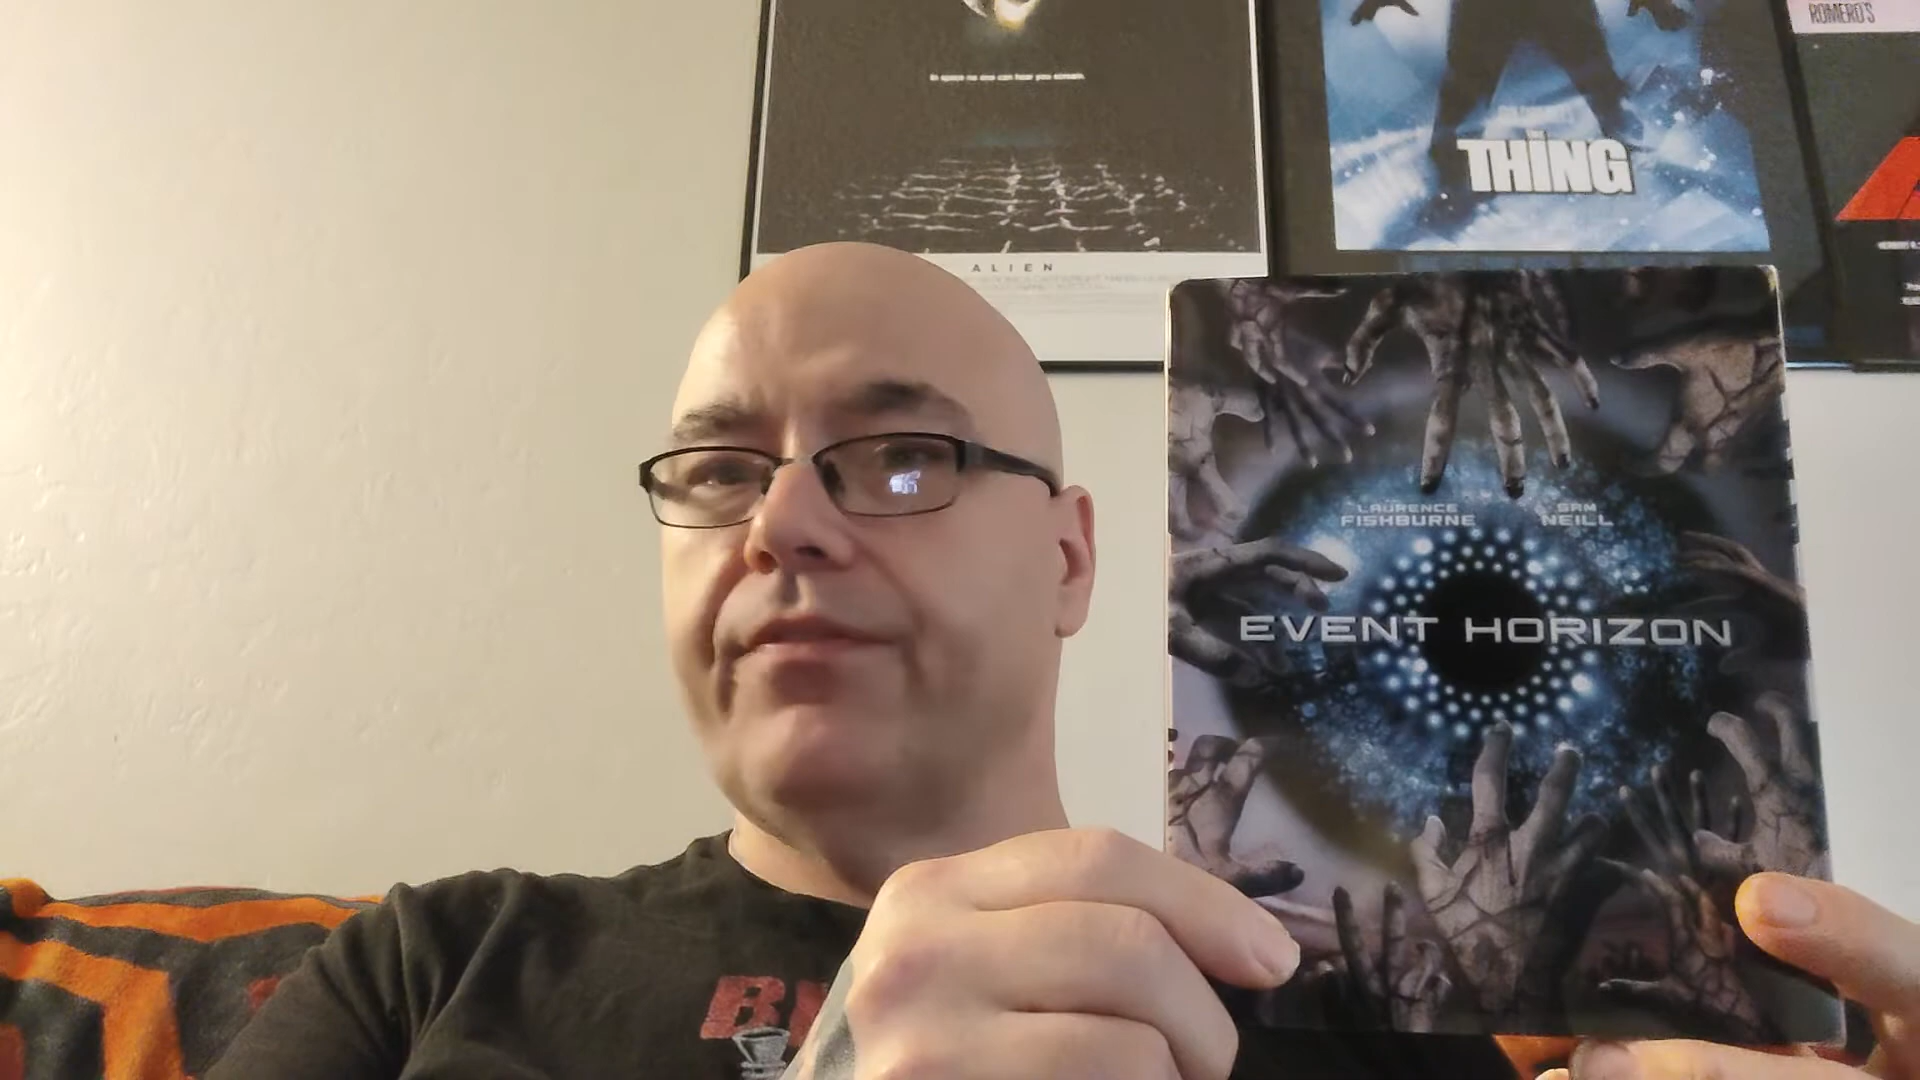 In space no one can hear you scream.
ALIEN
THING
ROMERO'S
LAURENCE
FISHBURNE
SAM
NEILL
EVENT HORIZON